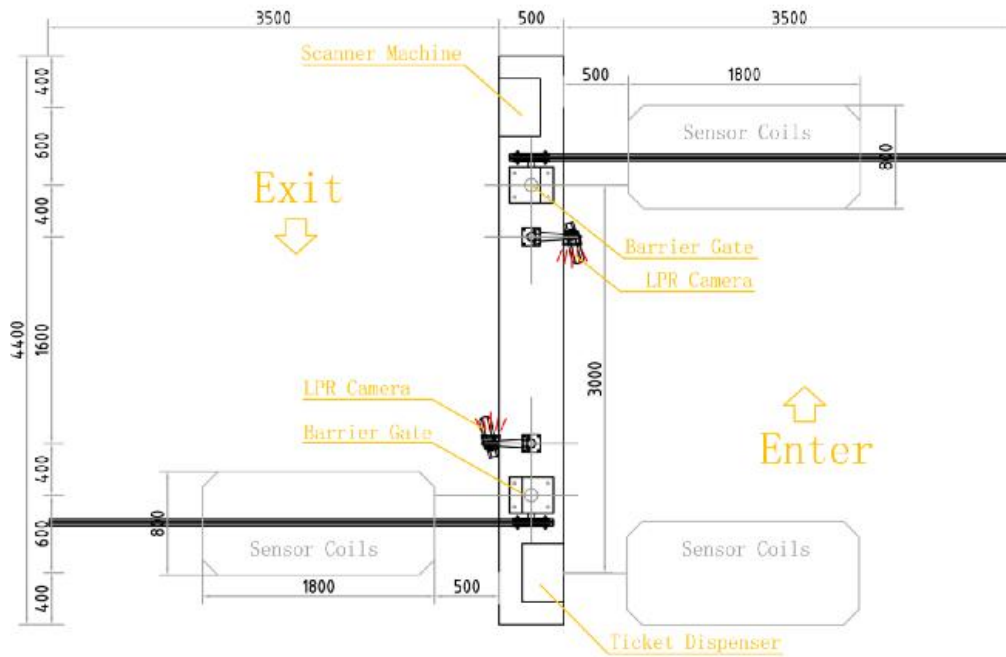 3500
500
3500
Scanner Machine
500
1800
400
Sensor Coils
600
800
Exit
400
Barrier Gate
LPR Camera
4400
1600
3000
LPR Camera
Barrier Gate
Enter
400
800
600
Sensor Coils
Sensor Coils
1800
500
400
Ticket Dispenser